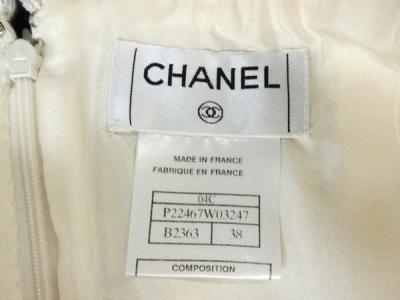 CHANEL
MADE IN FRANCE
FABRIQUE EN FRANCE
04C
P22467W03247
B2363 38
COMPOSITION